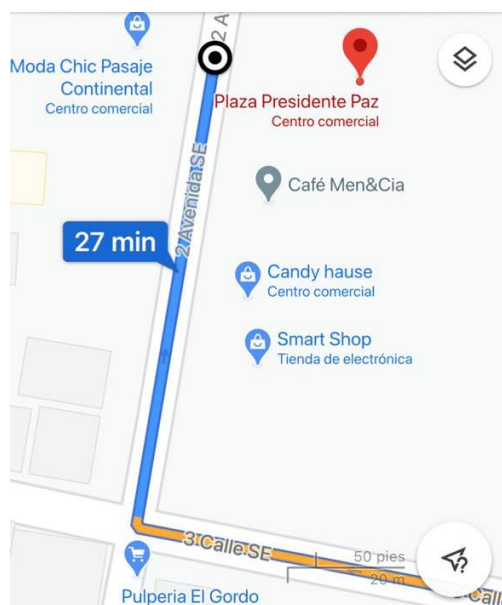 2 A
Moda Chic Pasaje
Continental
Centro comercial
Plaza Presidente Paz
Centro comercial
Café Men&Cia
2 Avenida SE
27 min
Candy hause
Centro comercial
Smart Shop
Tienda de electrónica
3 Calle SE
50 pies
20 m
?
Pulperia El Gordo